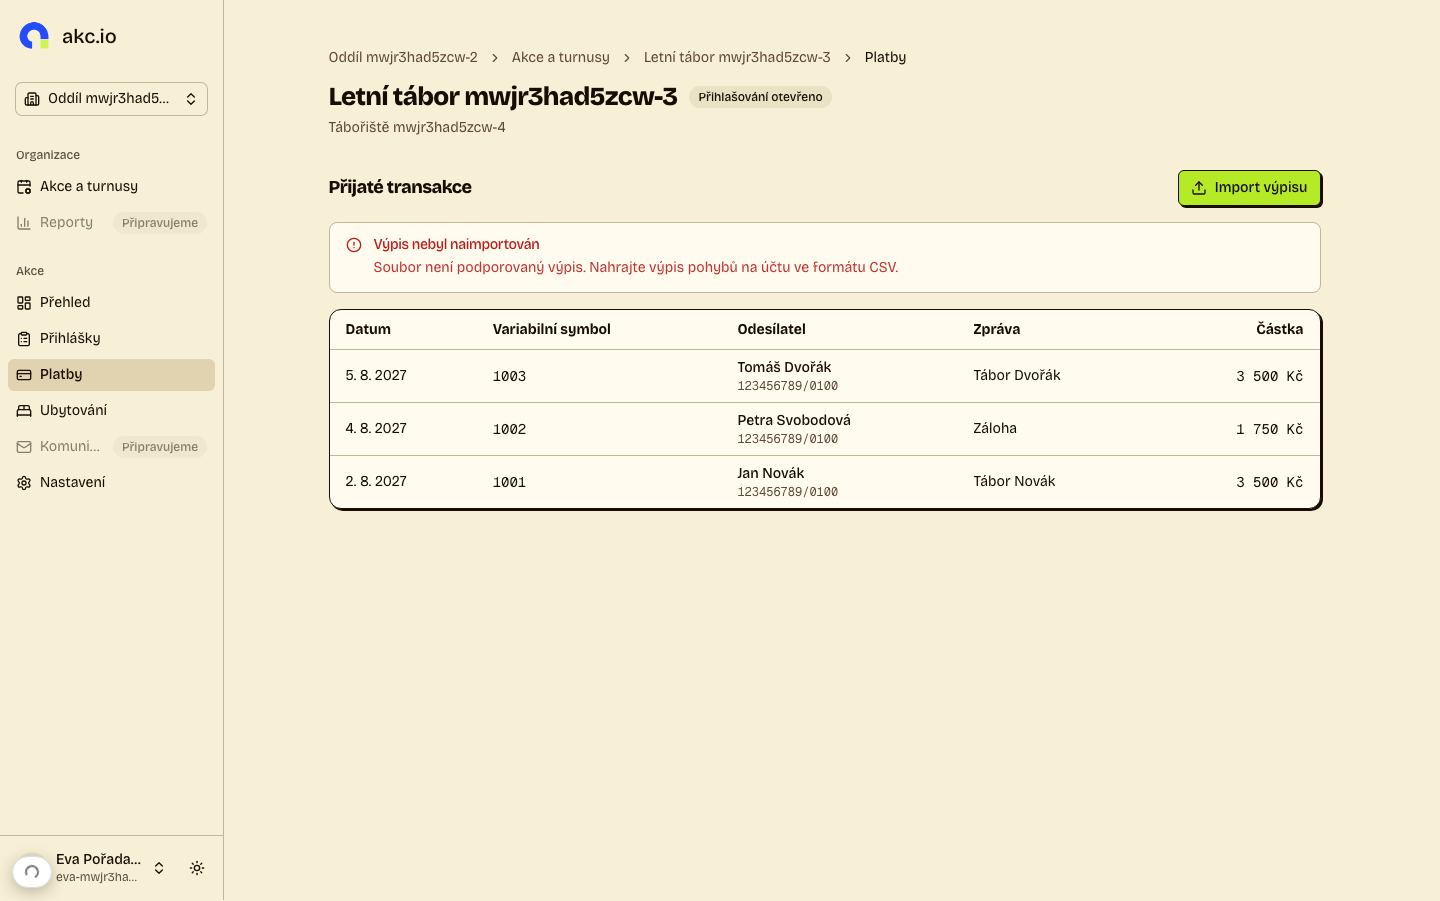 akc.io
Oddíl mwjr3had5...
Organizace
Akce a turnusy
Reporty Připravujeme
Akce
Přehled
Přihlášky
Platby
Ubytování
Komuni... Připravujeme
Nastavení
Eva Pořada...
eva-mwjr3ha...
Oddíl mwjr3had5zcw-2 > Akce a turnusy > Letní tábor mwjr3had5zcw-3 > Platby
Letní tábor mwjr3had5zcw-3 Přihlašování otevřeno
Tábořiště mwjr3had5zcw-4
Přijaté transakce Import výpisu
Výpis nebyl naimportován
Soubor není podporovaný výpis. Nahrajte výpis pohybů na účtu ve formátu CSV.
Datum Variabilní symbol Odesílatel Zpráva Částka
5. 8. 2027 1003 Tomáš Dvořák Tábor Dvořák 3 500 Kč
123456789/0100
4. 8. 2027 1002 Petra Svobodová Záloha 1 750 Kč
123456789/0100
2. 8. 2027 1001 Jan Novák Tábor Novák 3 500 Kč
123456789/0100